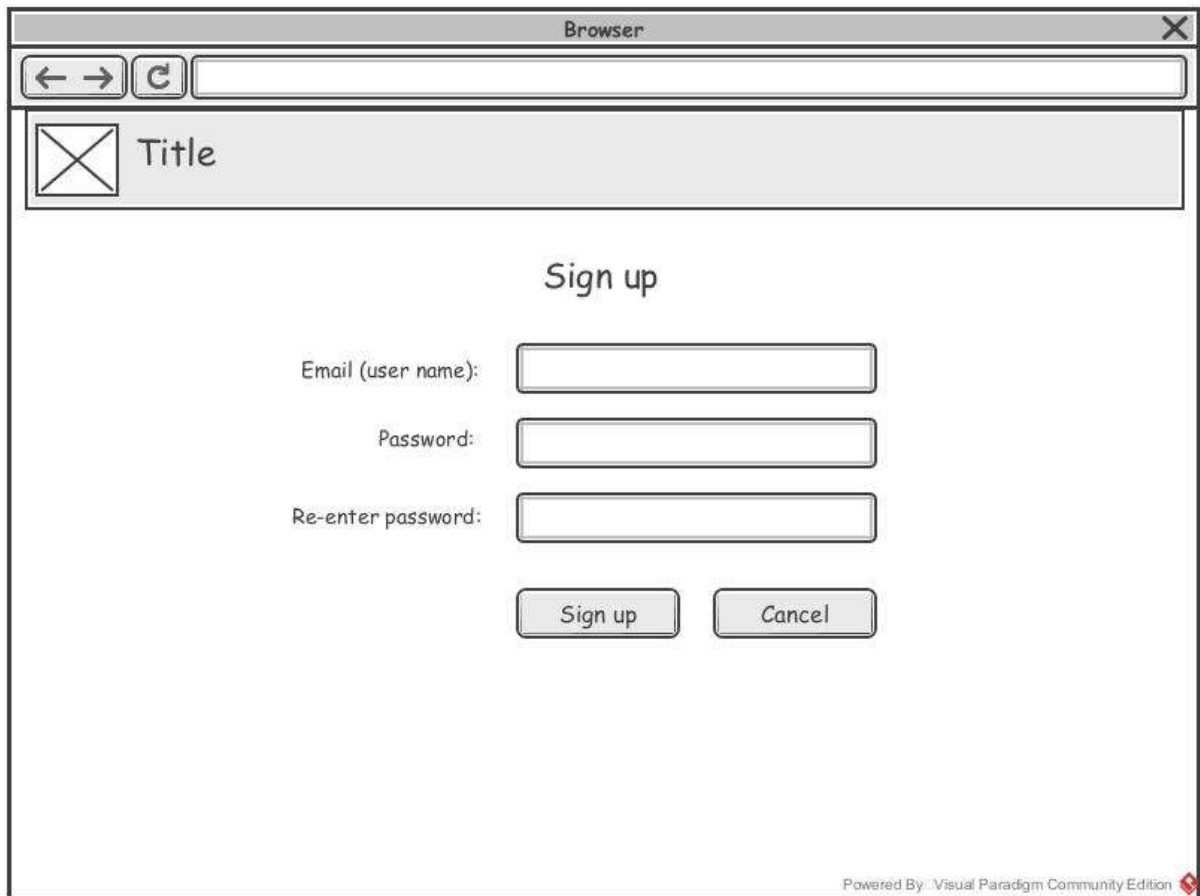 Browser
Title
Sign up
Email (user name):
Password:
Re-enter password:
Sign up Cancel
Powered By Visual Paradigm Community Edition